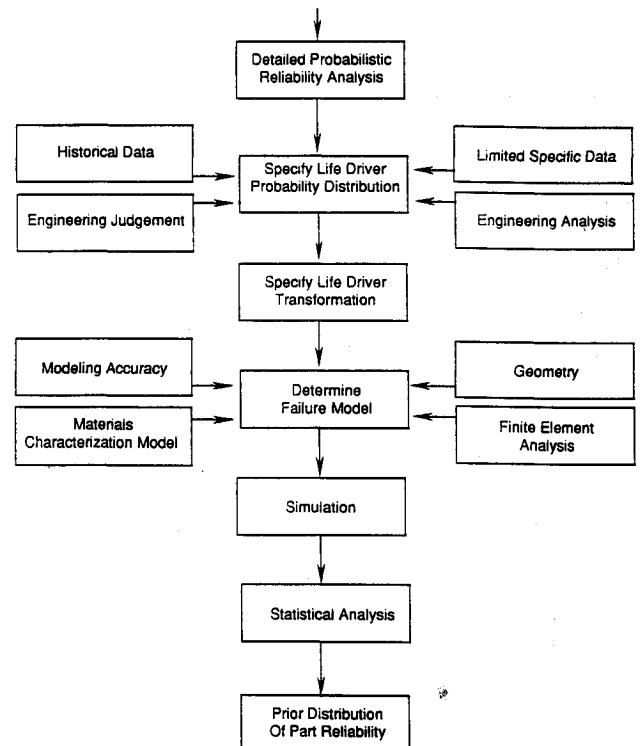 Detailed Probabilistic
Reliability Analysis
Historical Data
Engineering Judgement
Specify Life Driver
Probability Distribution
Limited Specific Data
Engineering Analysis
Specify Life Driver
Transformation
Modeling Accuracy
Materials
Characterization Model
Determine
Failure Model
Geometry
Finite Element
Analysis
Simulation
Statistical Analysis
Prior Distribution
Of Part Reliability